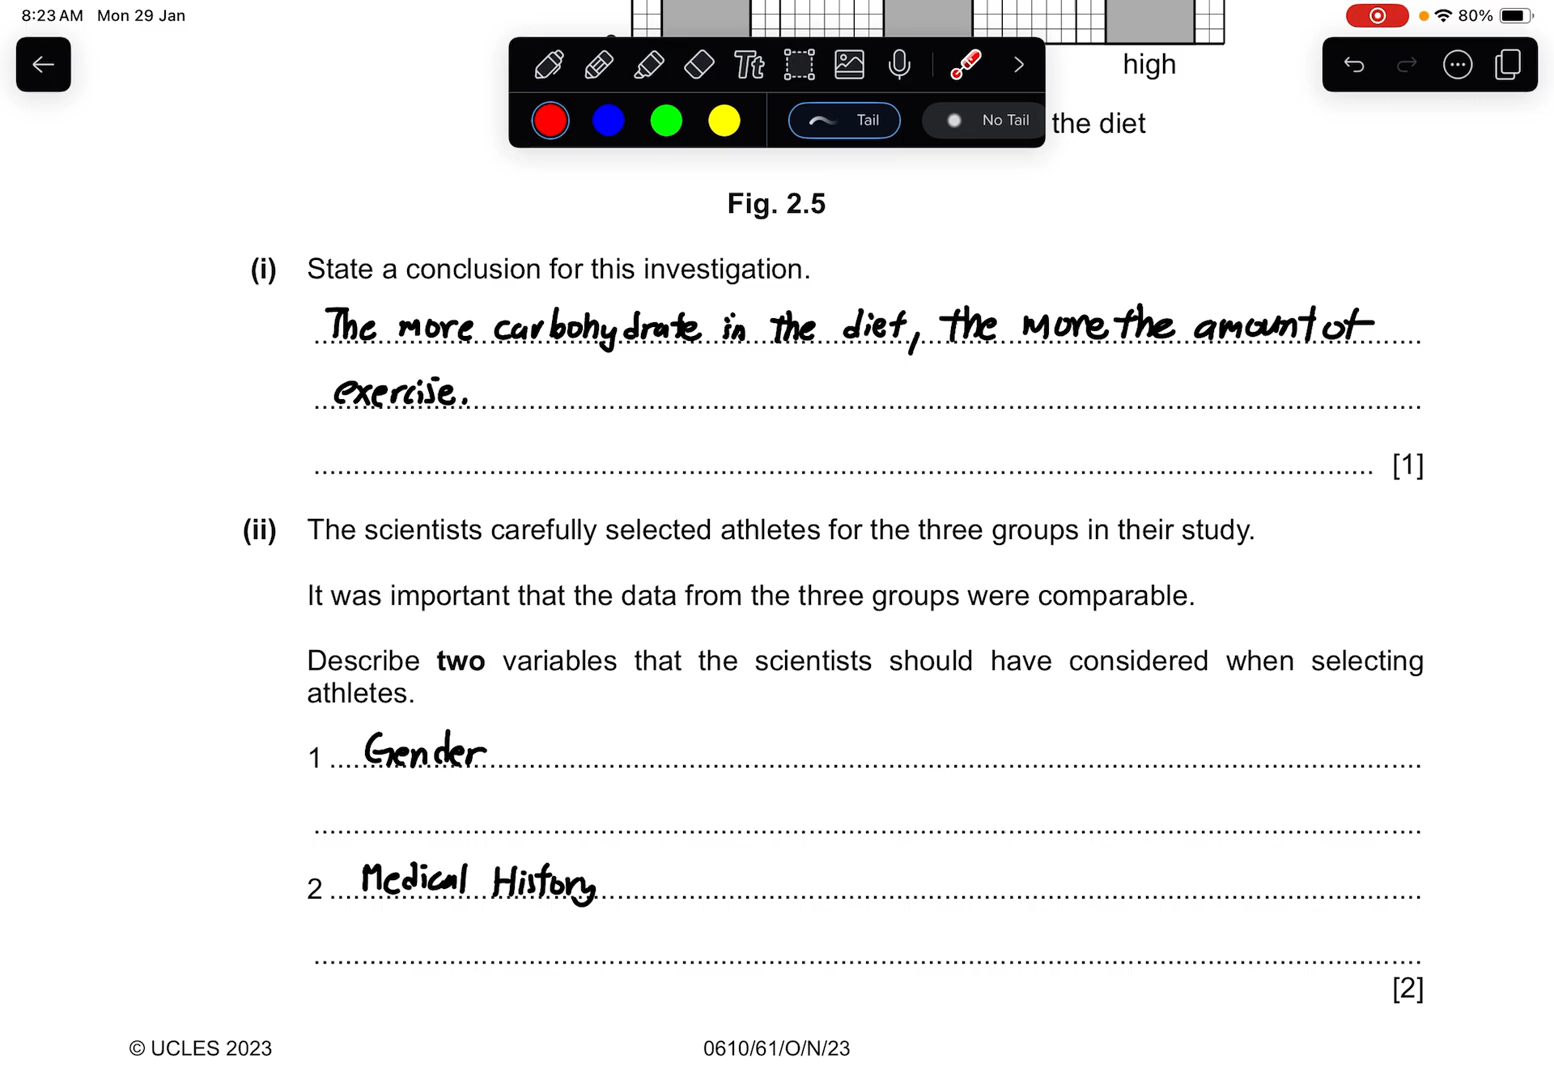 8:23 AM Mon 29 Jan
80%
high
Tt
Tail
No Tail
the diet
Fig. 2.5
(i) State a conclusion for this investigation.
The more carbohydrate in the diet, the more the amount of
exercise.
[1]
(ii) The scientists carefully selected athletes for the three groups in their study.
It was important that the data from the three groups were comparable.
Describe two variables that the scientists should have considered when selecting
athletes.
1 Gender
2 Medical History
[2]
© UCLES 2023 0610/61/O/N/23